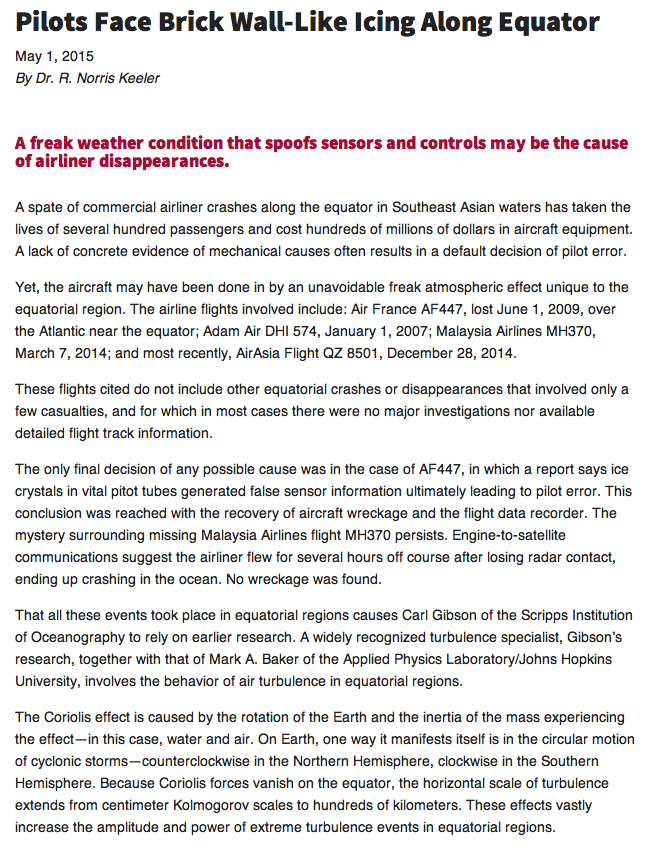 Pilots Face Brick Wall-Like Icing Along Equator
May 1, 2015
By Dr. R. Norris Keeler
A freak weather condition that spoofs sensors and controls may be the cause
of airliner disappearances.
A spate of commercial airliner crashes along the equator in Southeast Asian waters has taken the
lives of several hundred passengers and cost hundreds of millions of dollars in aircraft equipment.
A lack of concrete evidence of mechanical causes often results in a default decision of pilot error.
Yet, the aircraft may have been done in by an unavoidable freak atmospheric effect unique to the
equatorial region. The airline flights involved include: Air France AF447, lost June 1, 2009, over
the Atlantic near the equator; Adam Air DHI 574, January 1, 2007; Malaysia Airlines MH370,
March 7, 2014; and most recently, AirAsia Flight QZ 8501, December 28, 2014.
These flights cited do not include other equatorial crashes or disappearances that involved only a
few casualties, and for which in most cases there were no major investigations nor available
detailed flight track information.
The only final decision of any possible cause was in the case of AF447, in which a report says ice
crystals in vital pitot tubes generated false sensor information ultimately leading to pilot error. This
conclusion was reached with the recovery of aircraft wreckage and the flight data recorder. The
mystery surrounding missing Malaysia Airlines flight MH370 persists. Engine-to-satellite
communications suggest the airliner flew for several hours off course after losing radar contact,
ending up crashing in the ocean. No wreckage was found.
That all these events took place in equatorial regions causes Carl Gibson of the Scripps Institution
of Oceanography to rely on earlier research. A widely recognized turbulence specialist, Gibson's
research, together with that of Mark A. Baker of the Applied Physics Laboratory/Johns Hopkins
University, involves the behavior of air turbulence in equatorial regions.
The Coriolis effect is caused by the rotation of the Earth and the inertia of the mass experiencing
the effect—in this case, water and air. On Earth, one way it manifests itself is in the circular motion
of cyclonic storms—counterclockwise in the Northern Hemisphere, clockwise in the Southern
Hemisphere. Because Coriolis forces vanish on the equator, the horizontal scale of turbulence
extends from centimeter Kolmogorov scales to hundreds of kilometers. These effects vastly
increase the amplitude and power of extreme turbulence events in equatorial regions.